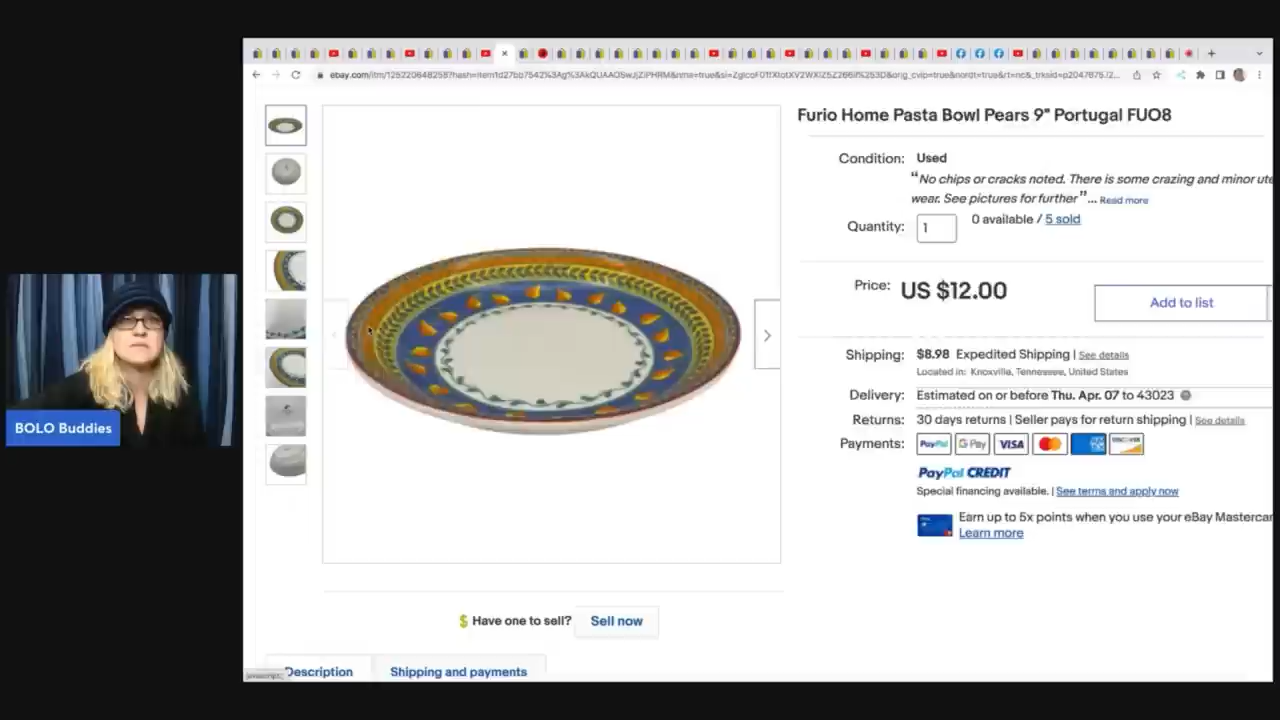 Furio Home Pasta Bowl Pears 9" Portugal FUO8
Condition: Used
"No chips or cracks noted. There is some crazing and minor ute
wear. See pictures for further"... Read more
Quantity: 1 0 available / 5 sold
Price: US $12.00
Add to list
Shipping: $8.98 Expedited Shipping | See details
Located in: Knoxville, Tennessee, United States
Delivery: Estimated on or before Thu. Apr. 07 to 43023
Returns: 30 days returns | Seller pays for return shipping | See details
Payments: PayPal G Pay VISA
PayPal CREDIT
Special financing available. | See terms and apply now
Earn up to 5x points when you use your eBay Mastercar
Learn more
BOLO Buddies
$ Have one to sell? Sell now
Description Shipping and payments